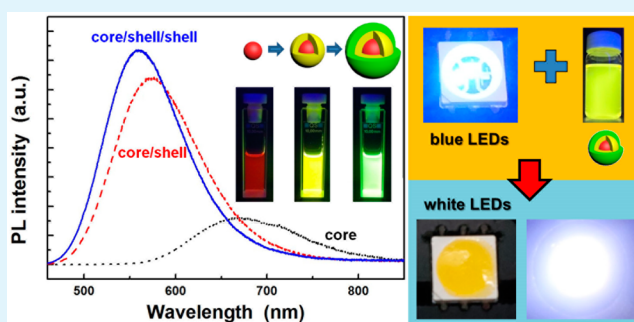 core/shell/shell
core/shell
core
PL intensity (a.u.)
500
600
700
800
Wavelength (nm)
blue LEDs
white LEDs